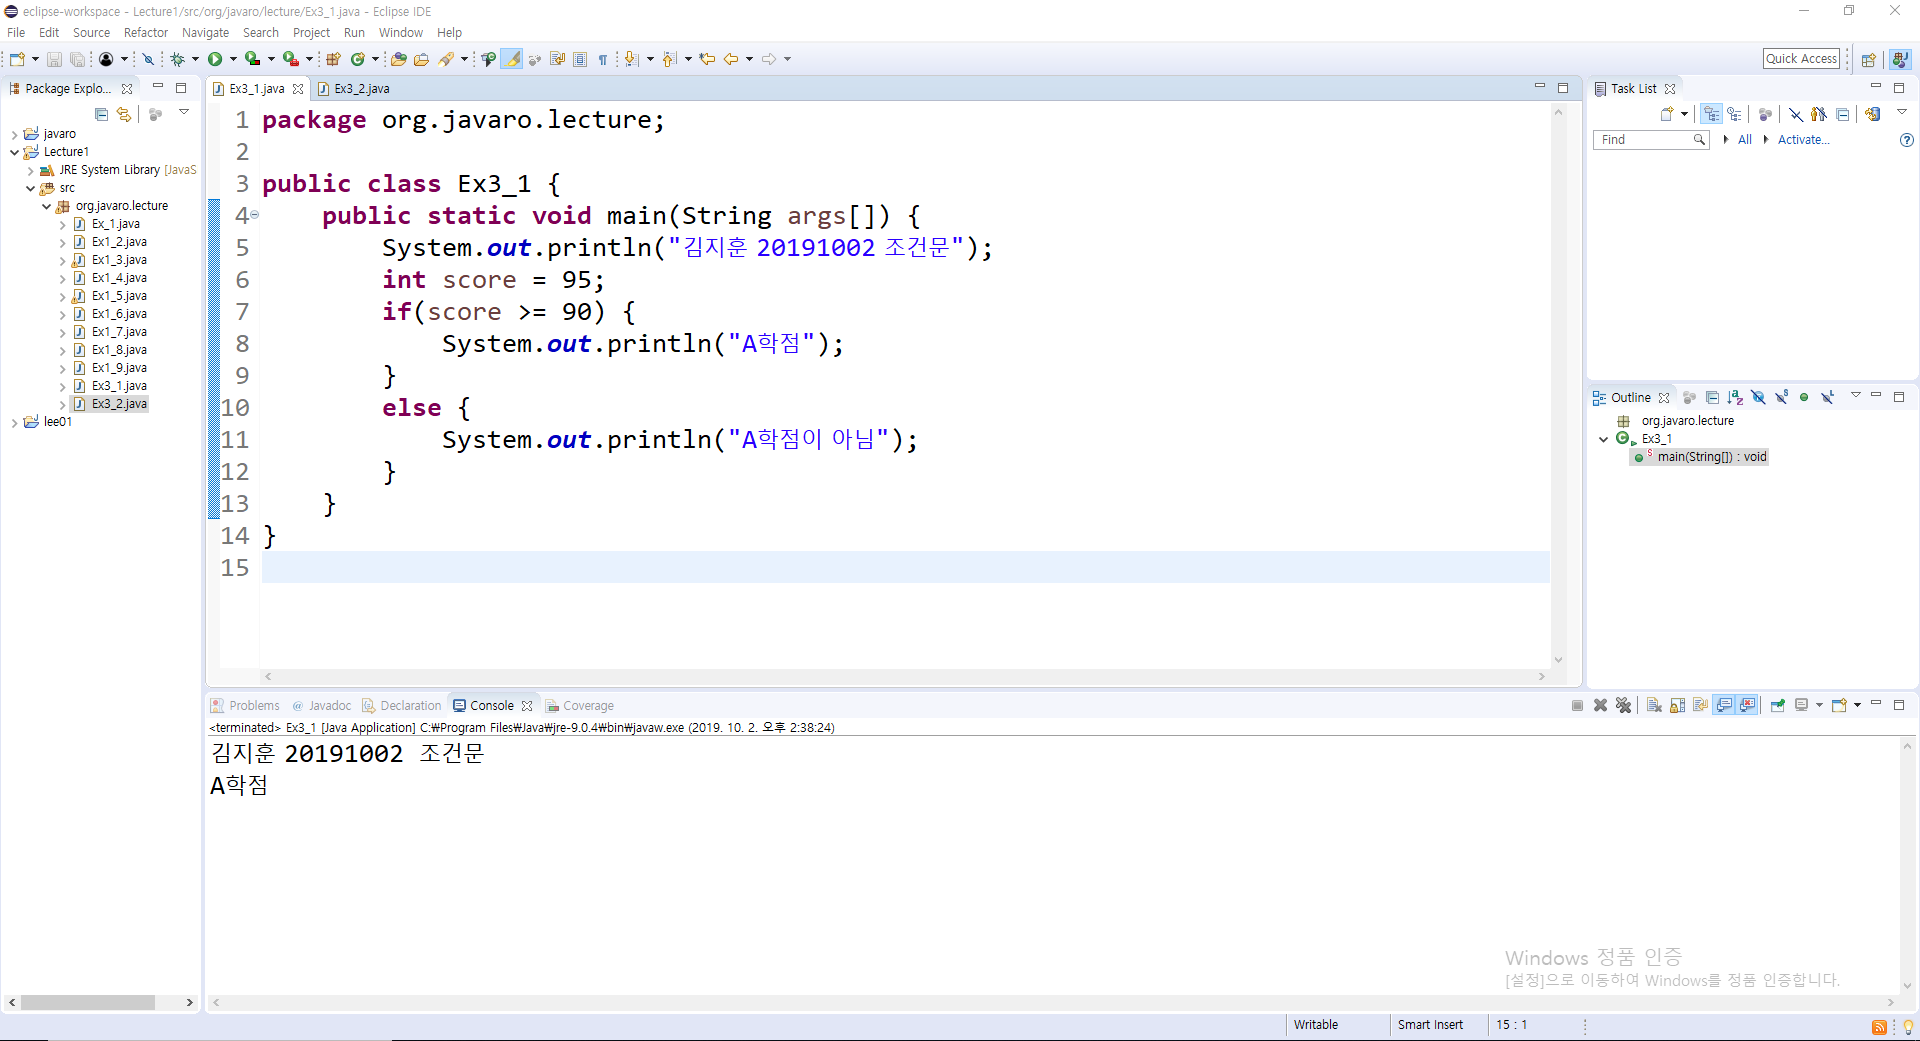 eclipse-workspace - Lecture1/src/org/javaro/lecture/Ex3_1.java - Eclipse IDE
File Edit Source Refactor Navigate Search Project Run Window Help
Quick Access
Package Explo...
javaro
Lecture1
JRE System Library [JavaS
src
org.javaro.lecture
Ex_1.java
Ex1_2.java
Ex1_3.java
Ex1_4.java
Ex1_5.java
Ex1_6.java
Ex1_7.java
Ex1_8.java
Ex1_9.java
Ex3_1.java
Ex3_2.java
lee01
Ex3_1.java Ex3_2.java
1 package org.javaro.lecture;
2
3 public class Ex3_1 {
4 public static void main(String args[]) {
5 System.out.println("김지훈 20191002 조건문");
6 int score = 95;
7 if(score >= 90) {
8 System.out.println("A학점");
9 }
10 else {
11 System.out.println("A학점이 아님");
12 }
13 }
14 }
15
Task List
Find All Activate...
Outline
org.javaro.lecture
Ex3_1
main(String[]) : void
Problems @ Javadoc Declaration Console Coverage
<terminated> Ex3_1 [Java Application] C:₩Program Files₩Java₩jre-9.0.4₩bin₩javaw.exe (2019. 10. 2. 오후 2:38:24)
김지훈 20191002 조건문
A학점
Windows 정품 인증
[설정]으로 이동하여 Windows를 정품 인증합니다.
Writable Smart Insert 15 : 1